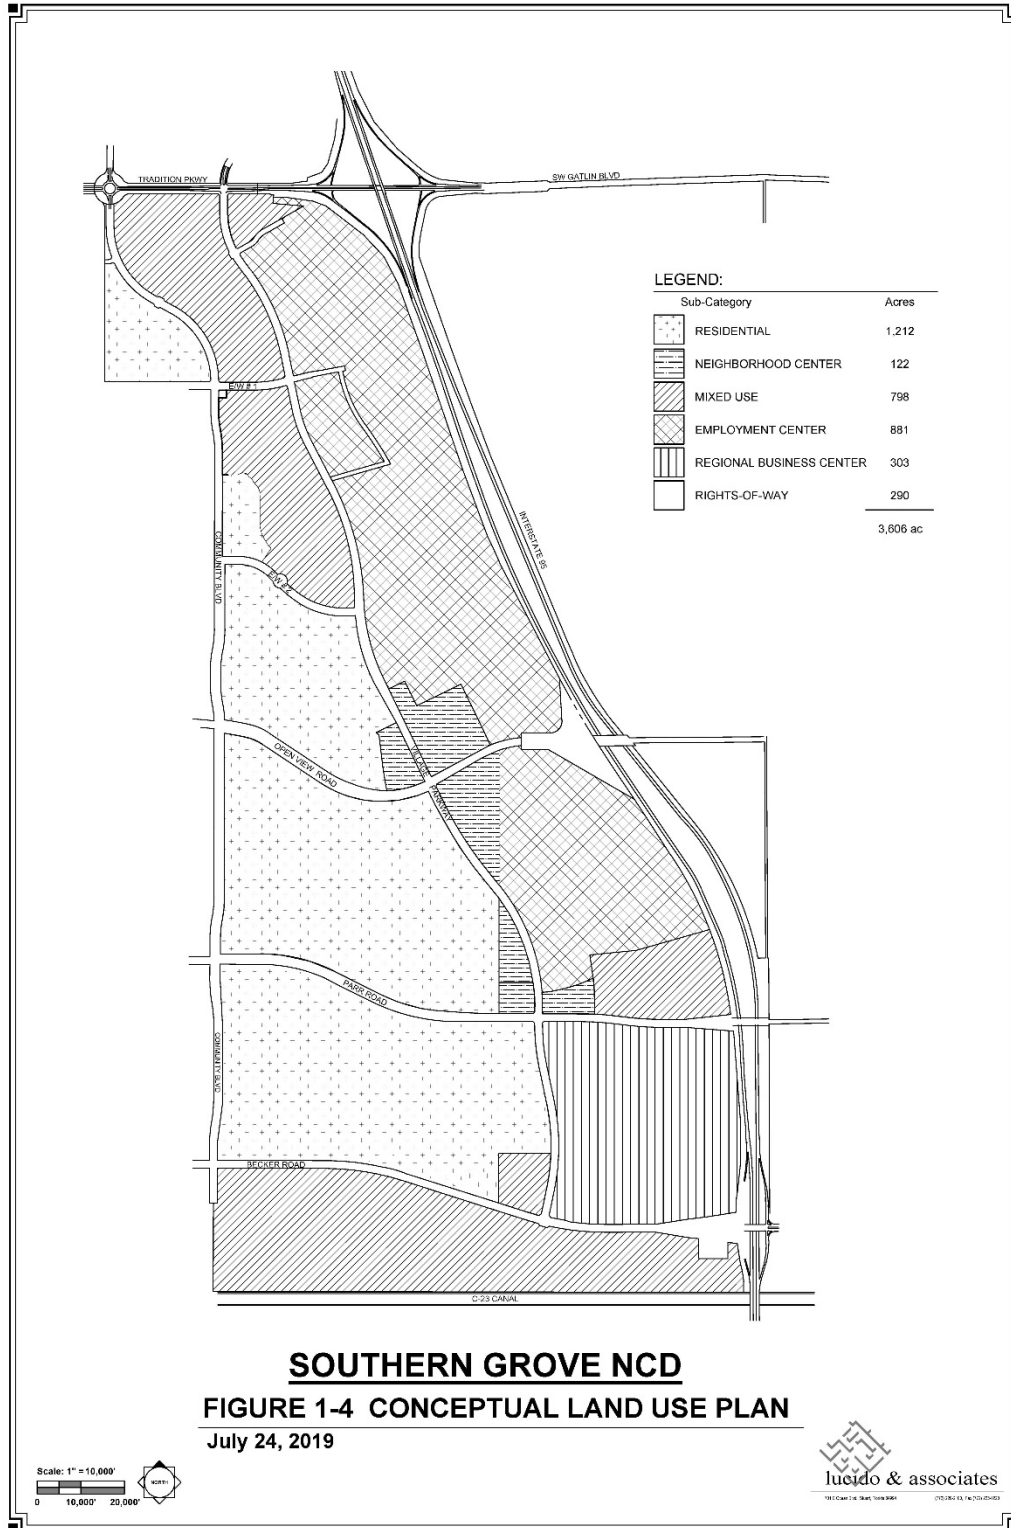 TRADITION PKWY
SW GATLIN BLVD
LEGEND:
Sub-Category Acres
RESIDENTIAL 1,212
NEIGHBORHOOD CENTER 122
MIXED USE 798
EMPLOYMENT CENTER 881
REGIONAL BUSINESS CENTER 303
RIGHTS-OF-WAY 290
3,606 ac
E/W # 1
INTERSTATE 95
COMMUNITY BLVD
E/W # 2
OPEN VIEW ROAD
VILLAGE PARKWAY
PARR ROAD
COMMUNITY BLVD
BECKER ROAD
C-23 CANAL
SOUTHERN GROVE NCD
FIGURE 1-4 CONCEPTUAL LAND USE PLAN
July 24, 2019
Scale: 1" = 10,000'
0 10,000' 20,000'
NORTH
lucido & associates